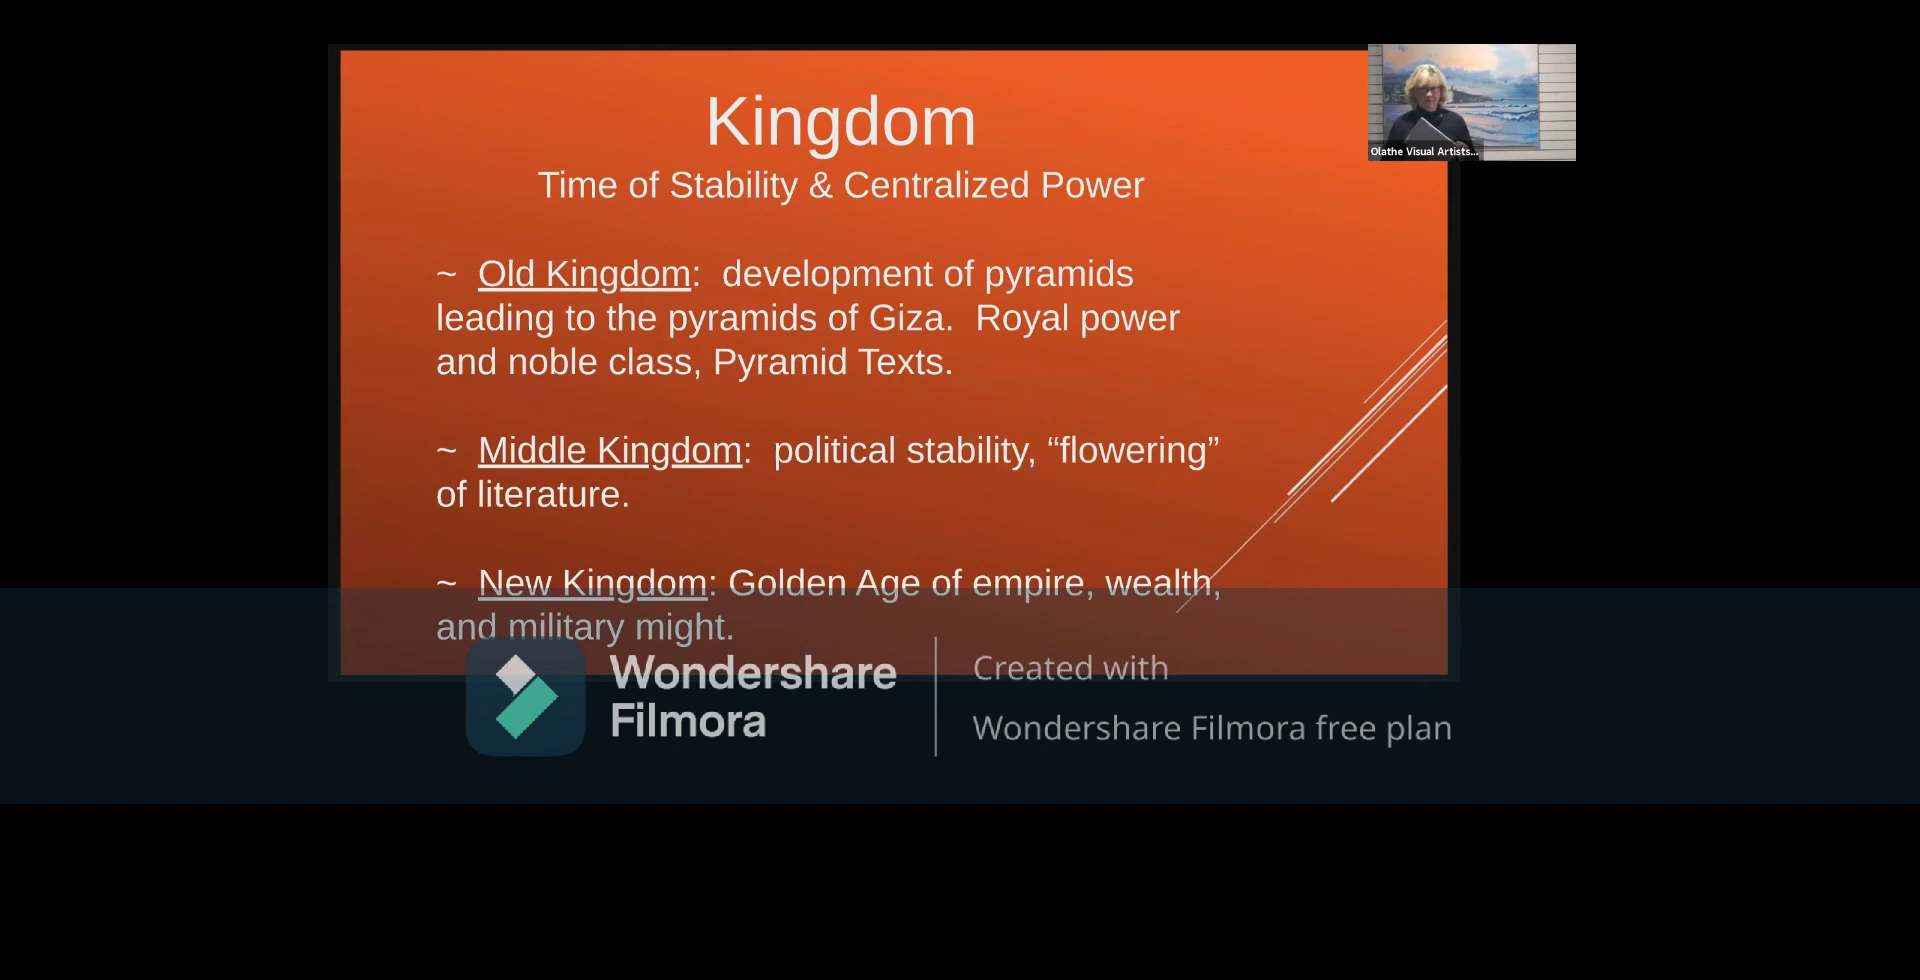 Kingdom
Time of Stability & Centralized Power
~ Old Kingdom: development of pyramids
leading to the pyramids of Giza. Royal power
and noble class, Pyramid Texts.
~ Middle Kingdom: political stability, “flowering”
of literature.
~ New Kingdom: Golden Age of empire, wealth,
and military might.
Olathe Visual Artists...
Wondershare
Filmora
Created with
Wondershare Filmora free plan